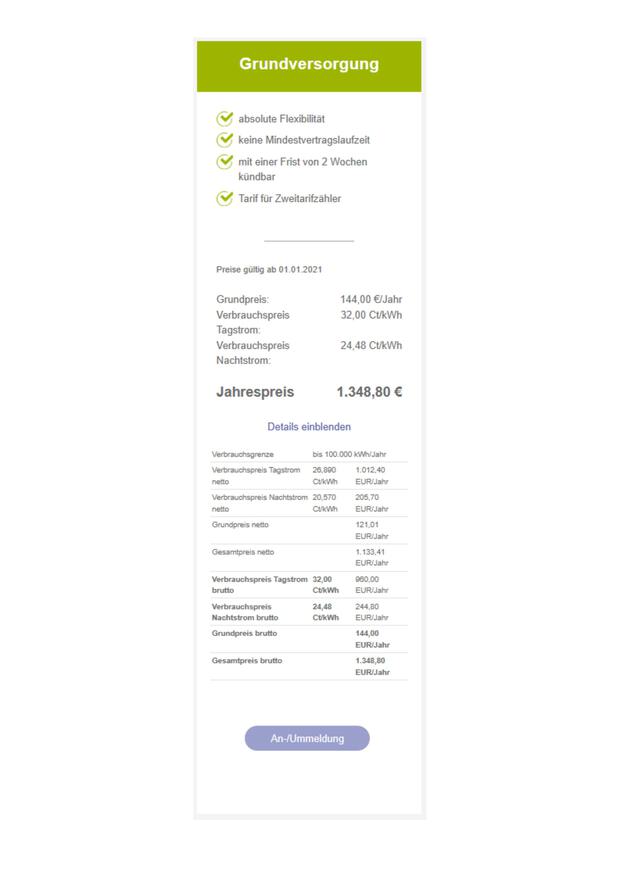 Grundversorgung
absolute Flexibilität
keine Mindestvertragslaufzeit
mit einer Frist von 2 Wochen
kündbar
Tarif für Zweitarifzähler
Preise gültig ab 01.01.2021
Grundpreis: 144,00 €/Jahr
Verbrauchspreis 32,00 Ct/kWh
Tagstrom:
Verbrauchspreis 24,48 Ct/kWh
Nachtstrom:
Jahrespreis 1.348,80 €
Details einblenden
Verbrauchsgrenze bis 100.000 kWh/Jahr
Verbrauchspreis Tagstrom 26,890 1.012,40
netto Ct/kWh EUR/Jahr
Verbrauchspreis Nachtstrom 20,570 205,70
netto Ct/kWh EUR/Jahr
Grundpreis netto 121,01
EUR/Jahr
Gesamtpreis netto 1.133,41
EUR/Jahr
Verbrauchspreis Tagstrom 32,00 960,00
brutto Ct/kWh EUR/Jahr
Verbrauchspreis 24,48 244,80
Nachtstrom brutto Ct/kWh EUR/Jahr
Grundpreis brutto 144,00
EUR/Jahr
Gesamtpreis brutto 1.348,80
EUR/Jahr
An-/Ummeldung